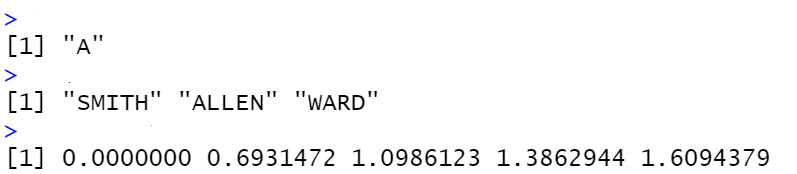 >
[1] "A"
>
[1] "SMITH" "ALLEN" "WARD"
>
[1] 0.0000000 0.6931472 1.0986123 1.3862944 1.6094379